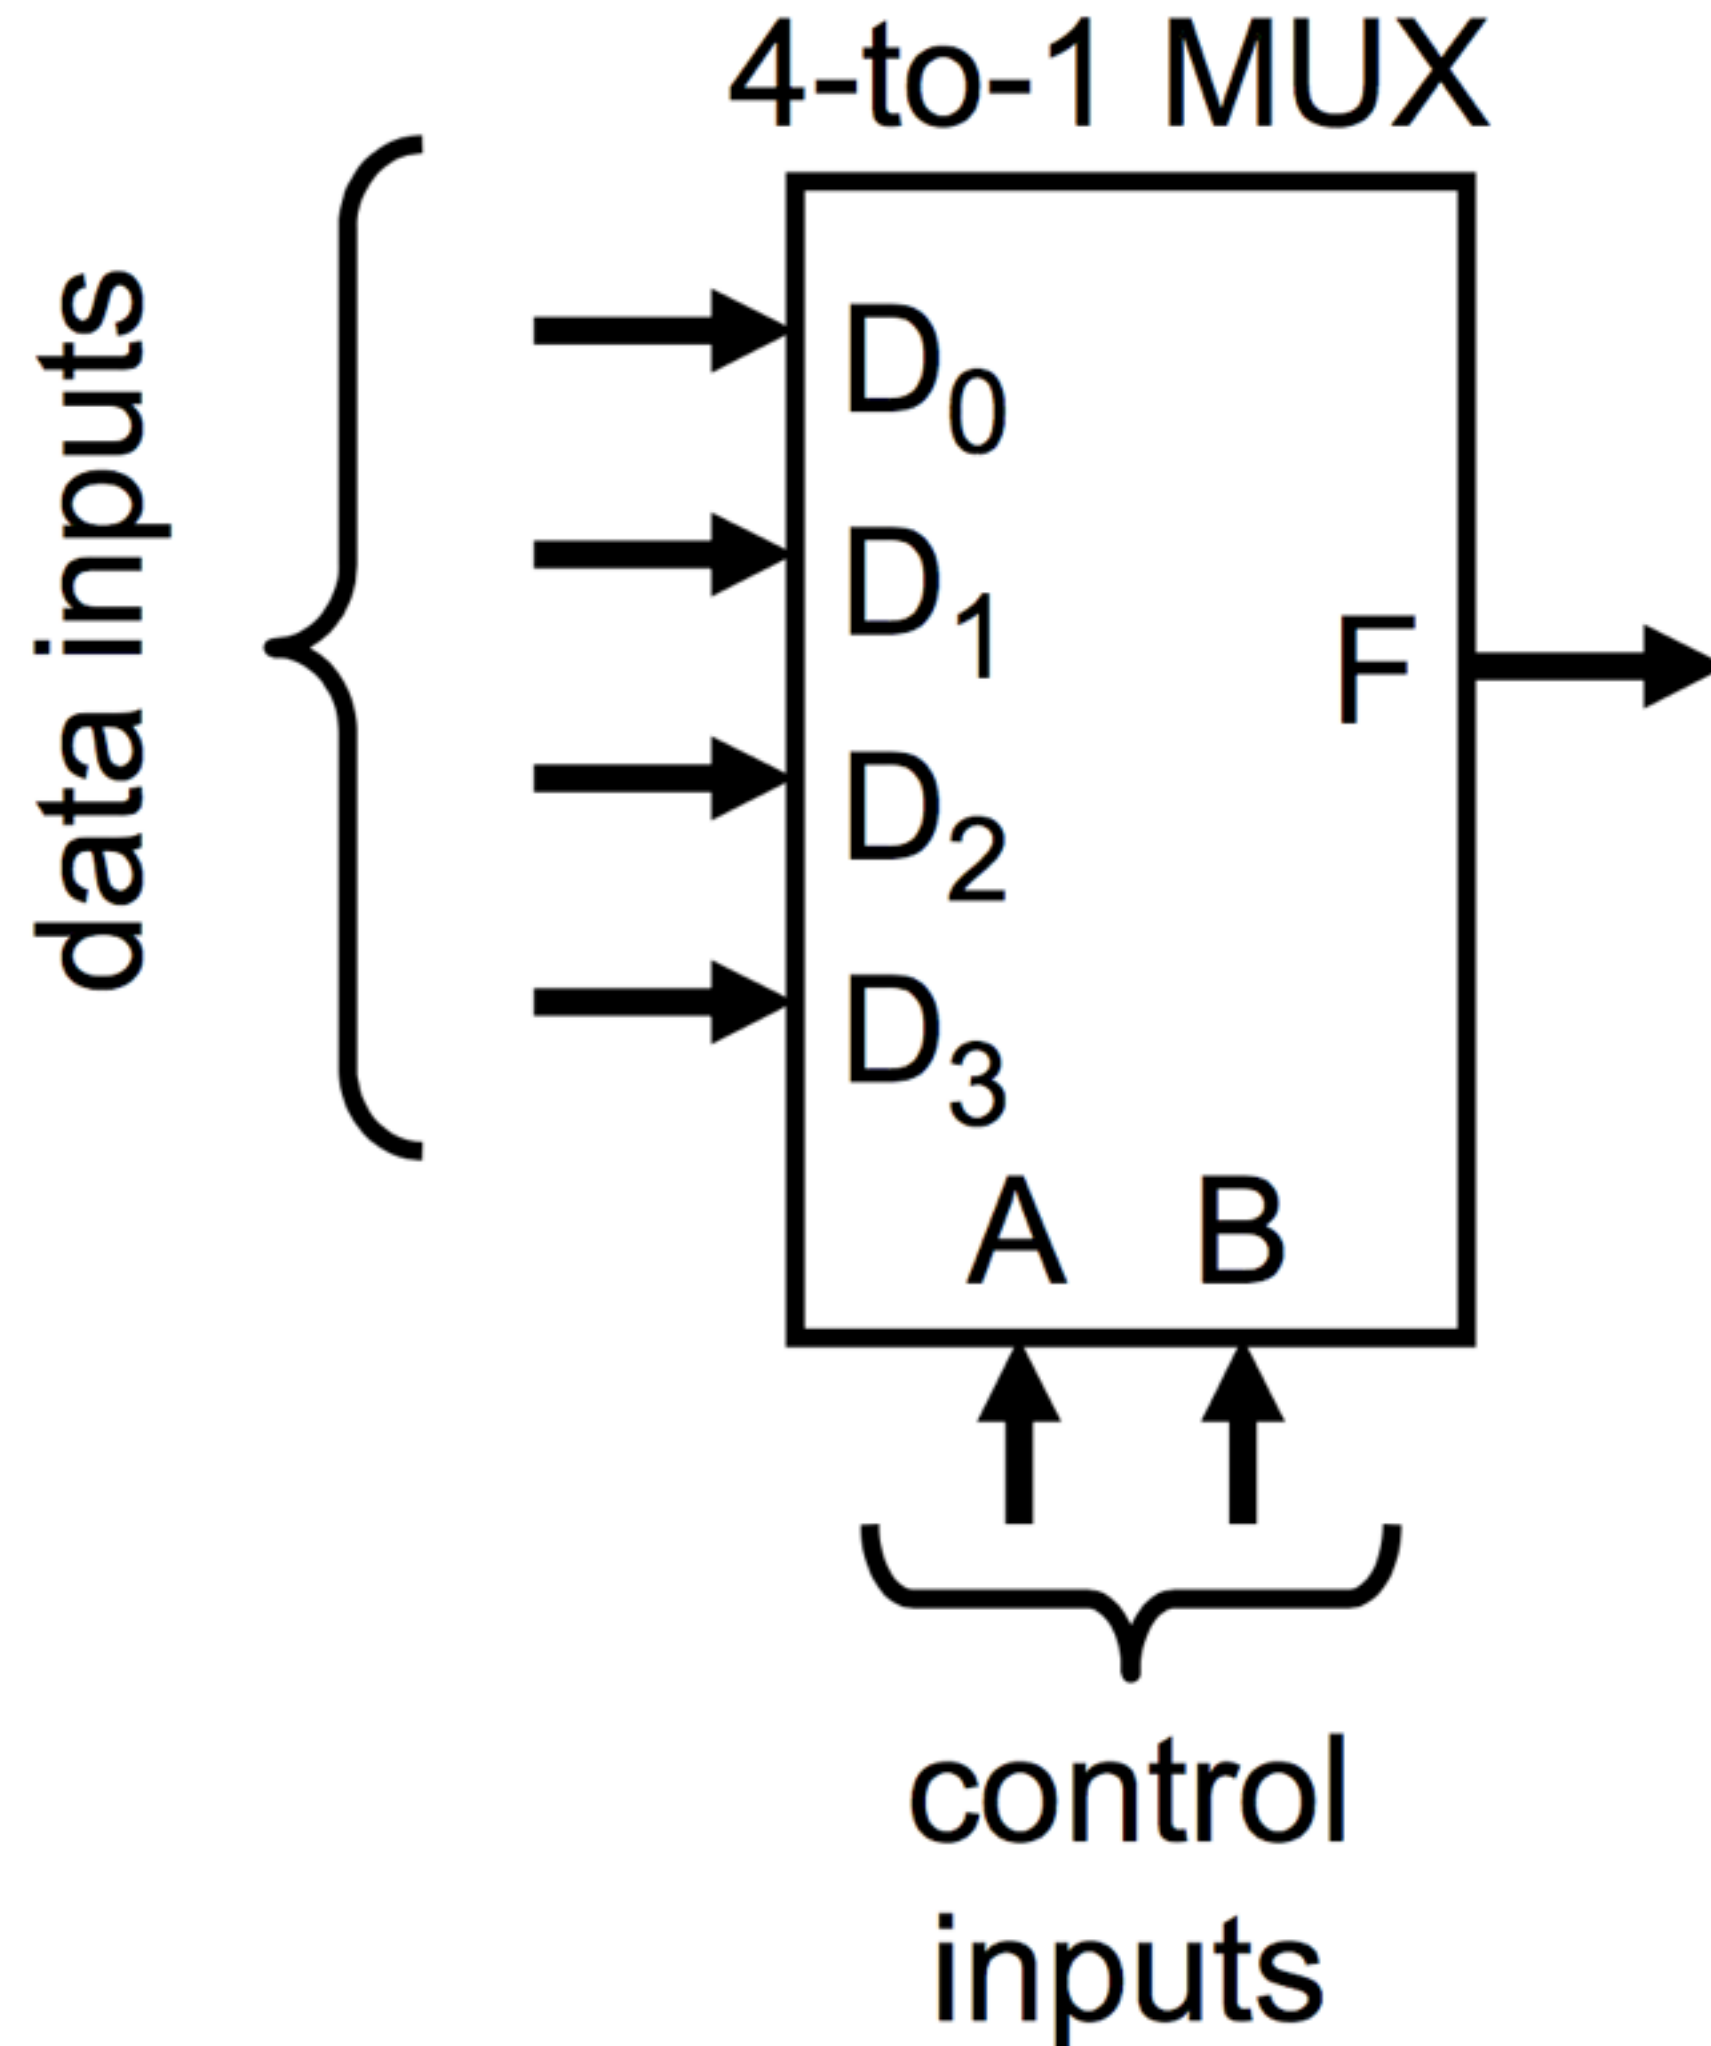 4-to-1 MUX
data inputs
D0
D1
F
D2
D3
A B
control
inputs